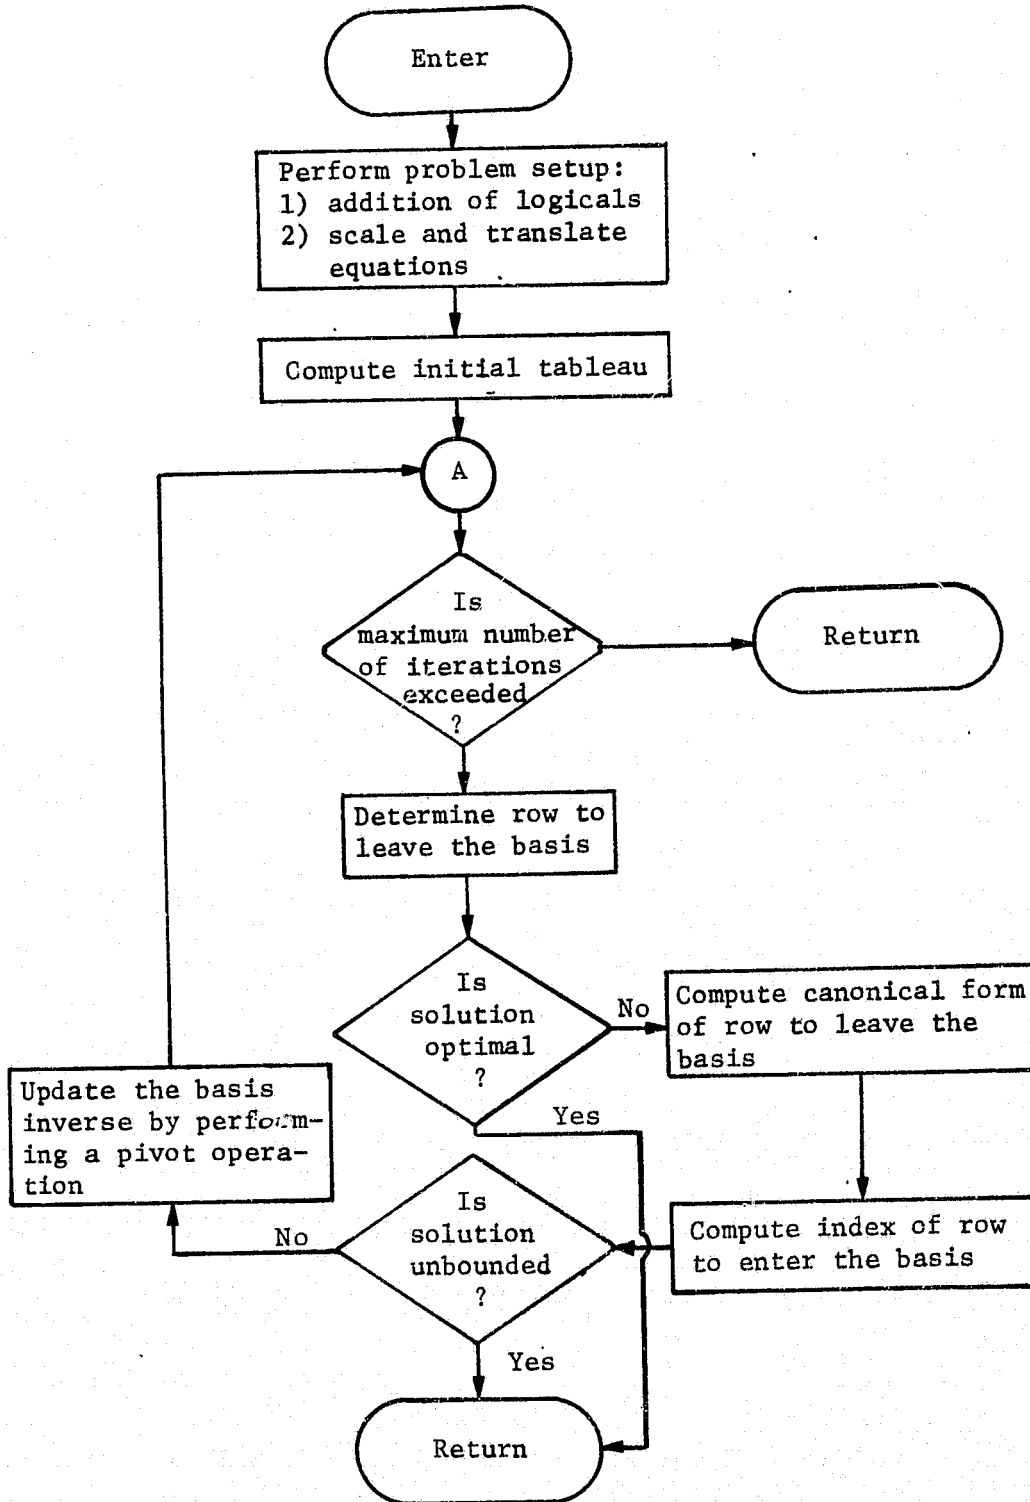 Enter
Perform problem setup:
1) addition of logicals
2) scale and translate
equations
Compute initial tableau
A
Is
maximum number
of iterations
exceeded
?
Return
Determine row to
leave the basis
Is
solution
optimal
?
No
Compute canonical form
of row to leave the
basis
Yes
Update the basis
inverse by perform-
ing a pivot opera-
tion
Is
solution
unbounded
?
No
Compute index of row
to enter the basis
Yes
Return